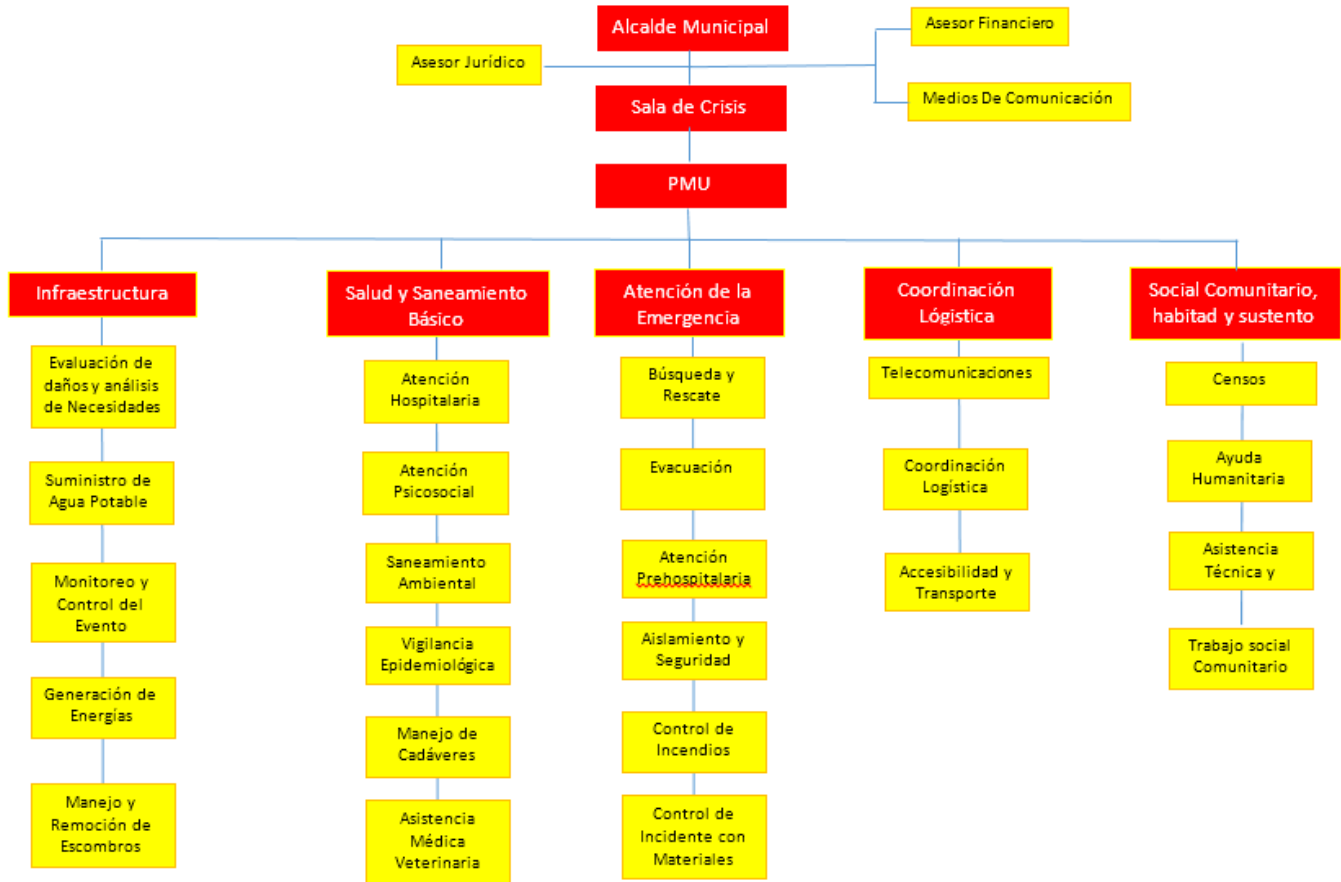 Alcalde Municipal
Asesor Financiero
Asesor Jurídico
Medios De Comunicación
Sala de Crisis
PMU
Infraestructura
Evaluación de
daños y análisis
de Necesidades
Suministro de
Agua Potable
Monitoreo y
Control del
Evento
Generación de
Energías
Manejo y
Remoción de
Escombros
Salud y Saneamiento
Básico
Atención
Hospitalaria
Atención
Psicosocial
Saneamiento
Ambiental
Vigilancia
Epidemiológica
Manejo de
Cadáveres
Asistencia
Médica
Veterinaria
Atención de la
Emergencia
Búsqueda y
Rescate
Evacuación
Atención
Prehospitalaria
Aislamiento y
Seguridad
Control de
Incendios
Control de
Incidente con
Materiales
Coordinación
Lógistica
Telecomunicaciones
Coordinación
Logística
Accesibilidad y
Transporte
Social Comunitario,
habitad y sustento
Censos
Ayuda
Humanitaria
Asistencia
Técnica y
Trabajo social
Comunitario